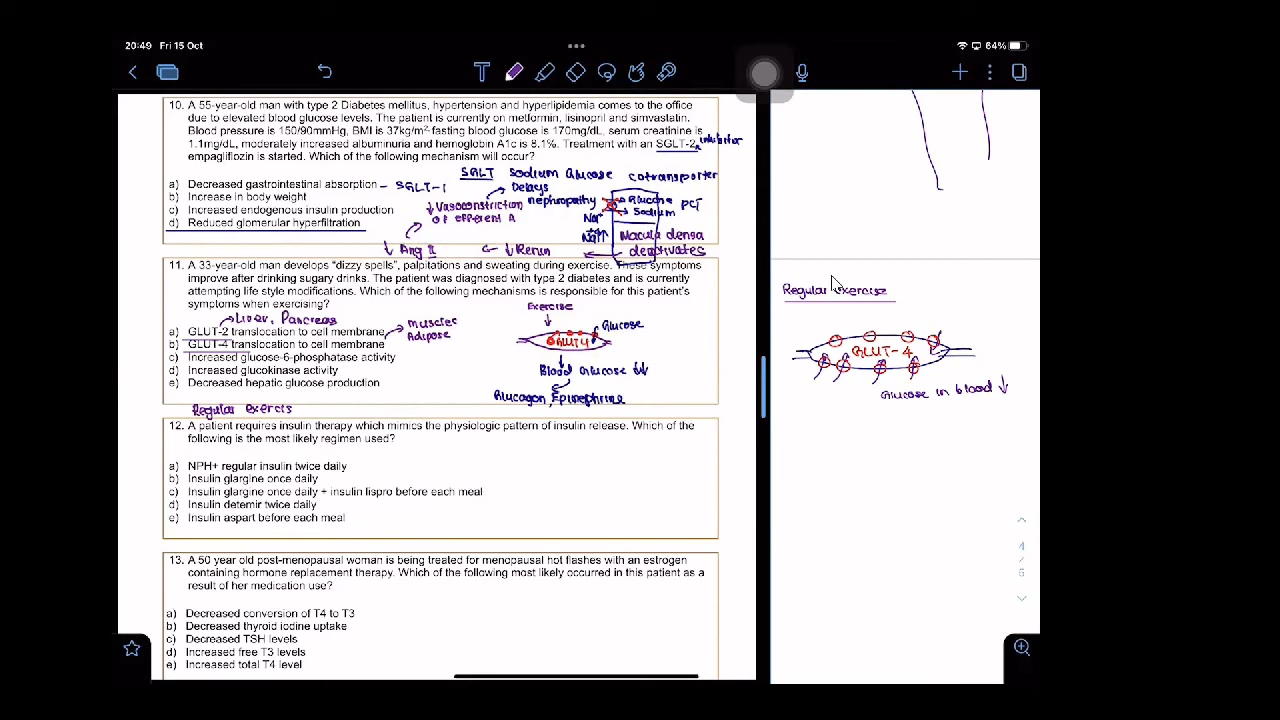 20:49 Fri 15 Oct
64%
10. A 55-year-old man with type 2 Diabetes mellitus, hypertension and hyperlipidemia comes to the office
due to elevated blood glucose levels. The patient is currently on metformin, lisinopril and simvastatin.
Blood pressure is 150/90mmHg, BMI is 37kg/m² fasting blood glucose is 170mg/dL, serum creatinine is
1.1mg/dL, moderately increased albuminuria and hemoglobin A1c is 8.1%. Treatment with an SGLT-2 inhibitor
empagliflozin is started. Which of the following mechanism will occur?
SGLT Sodium Glucose cotransporter
a) Decreased gastrointestinal absorption - SGLT-1
b) Increase in body weight
c) Increased endogenous insulin production
d) Reduced glomerular hyperfiltration
Delays
nephropathy
↓ Vasoconstriction
of efferent A
Glucose
Sodium
PCT
Na⁺
Na↑↑
Macula densa
deactivates
↓ Ang II ← ↓ Renin
11. A 33-year-old man develops “dizzy spells”, palpitations and sweating during exercise. These symptoms
improve after drinking sugary drinks. The patient was diagnosed with type 2 diabetes and is currently
attempting life style modifications. Which of the following mechanisms is responsible for this patient's
symptoms when exercising?
Liver, Pancreas
a) GLUT-2 translocation to cell membrane
b) GLUT-4 translocation to cell membrane
c) Increased glucose-6-phosphatase activity
d) Increased glucokinase activity
e) Decreased hepatic glucose production
Muscles
Adipose
Exercise
Glucose
GLUT4
Blood Glucose ↓↓
Glucagon, Epinephrine
Regular exercis
12. A patient requires insulin therapy which mimics the physiologic pattern of insulin release. Which of the
following is the most likely regimen used?
a) NPH+ regular insulin twice daily
b) Insulin glargine once daily
c) Insulin glargine once daily + insulin lispro before each meal
d) Insulin detemir twice daily
e) Insulin aspart before each meal
13. A 50 year old post-menopausal woman is being treated for menopausal hot flashes with an estrogen
containing hormone replacement therapy. Which of the following most likely occurred in this patient as a
result of her medication use?
a) Decreased conversion of T4 to T3
b) Decreased thyroid iodine uptake
c) Decreased TSH levels
d) Increased free T3 levels
e) Increased total T4 level
Regular exercise
GLUT-4
Glucose in blood ↓
4
/
6